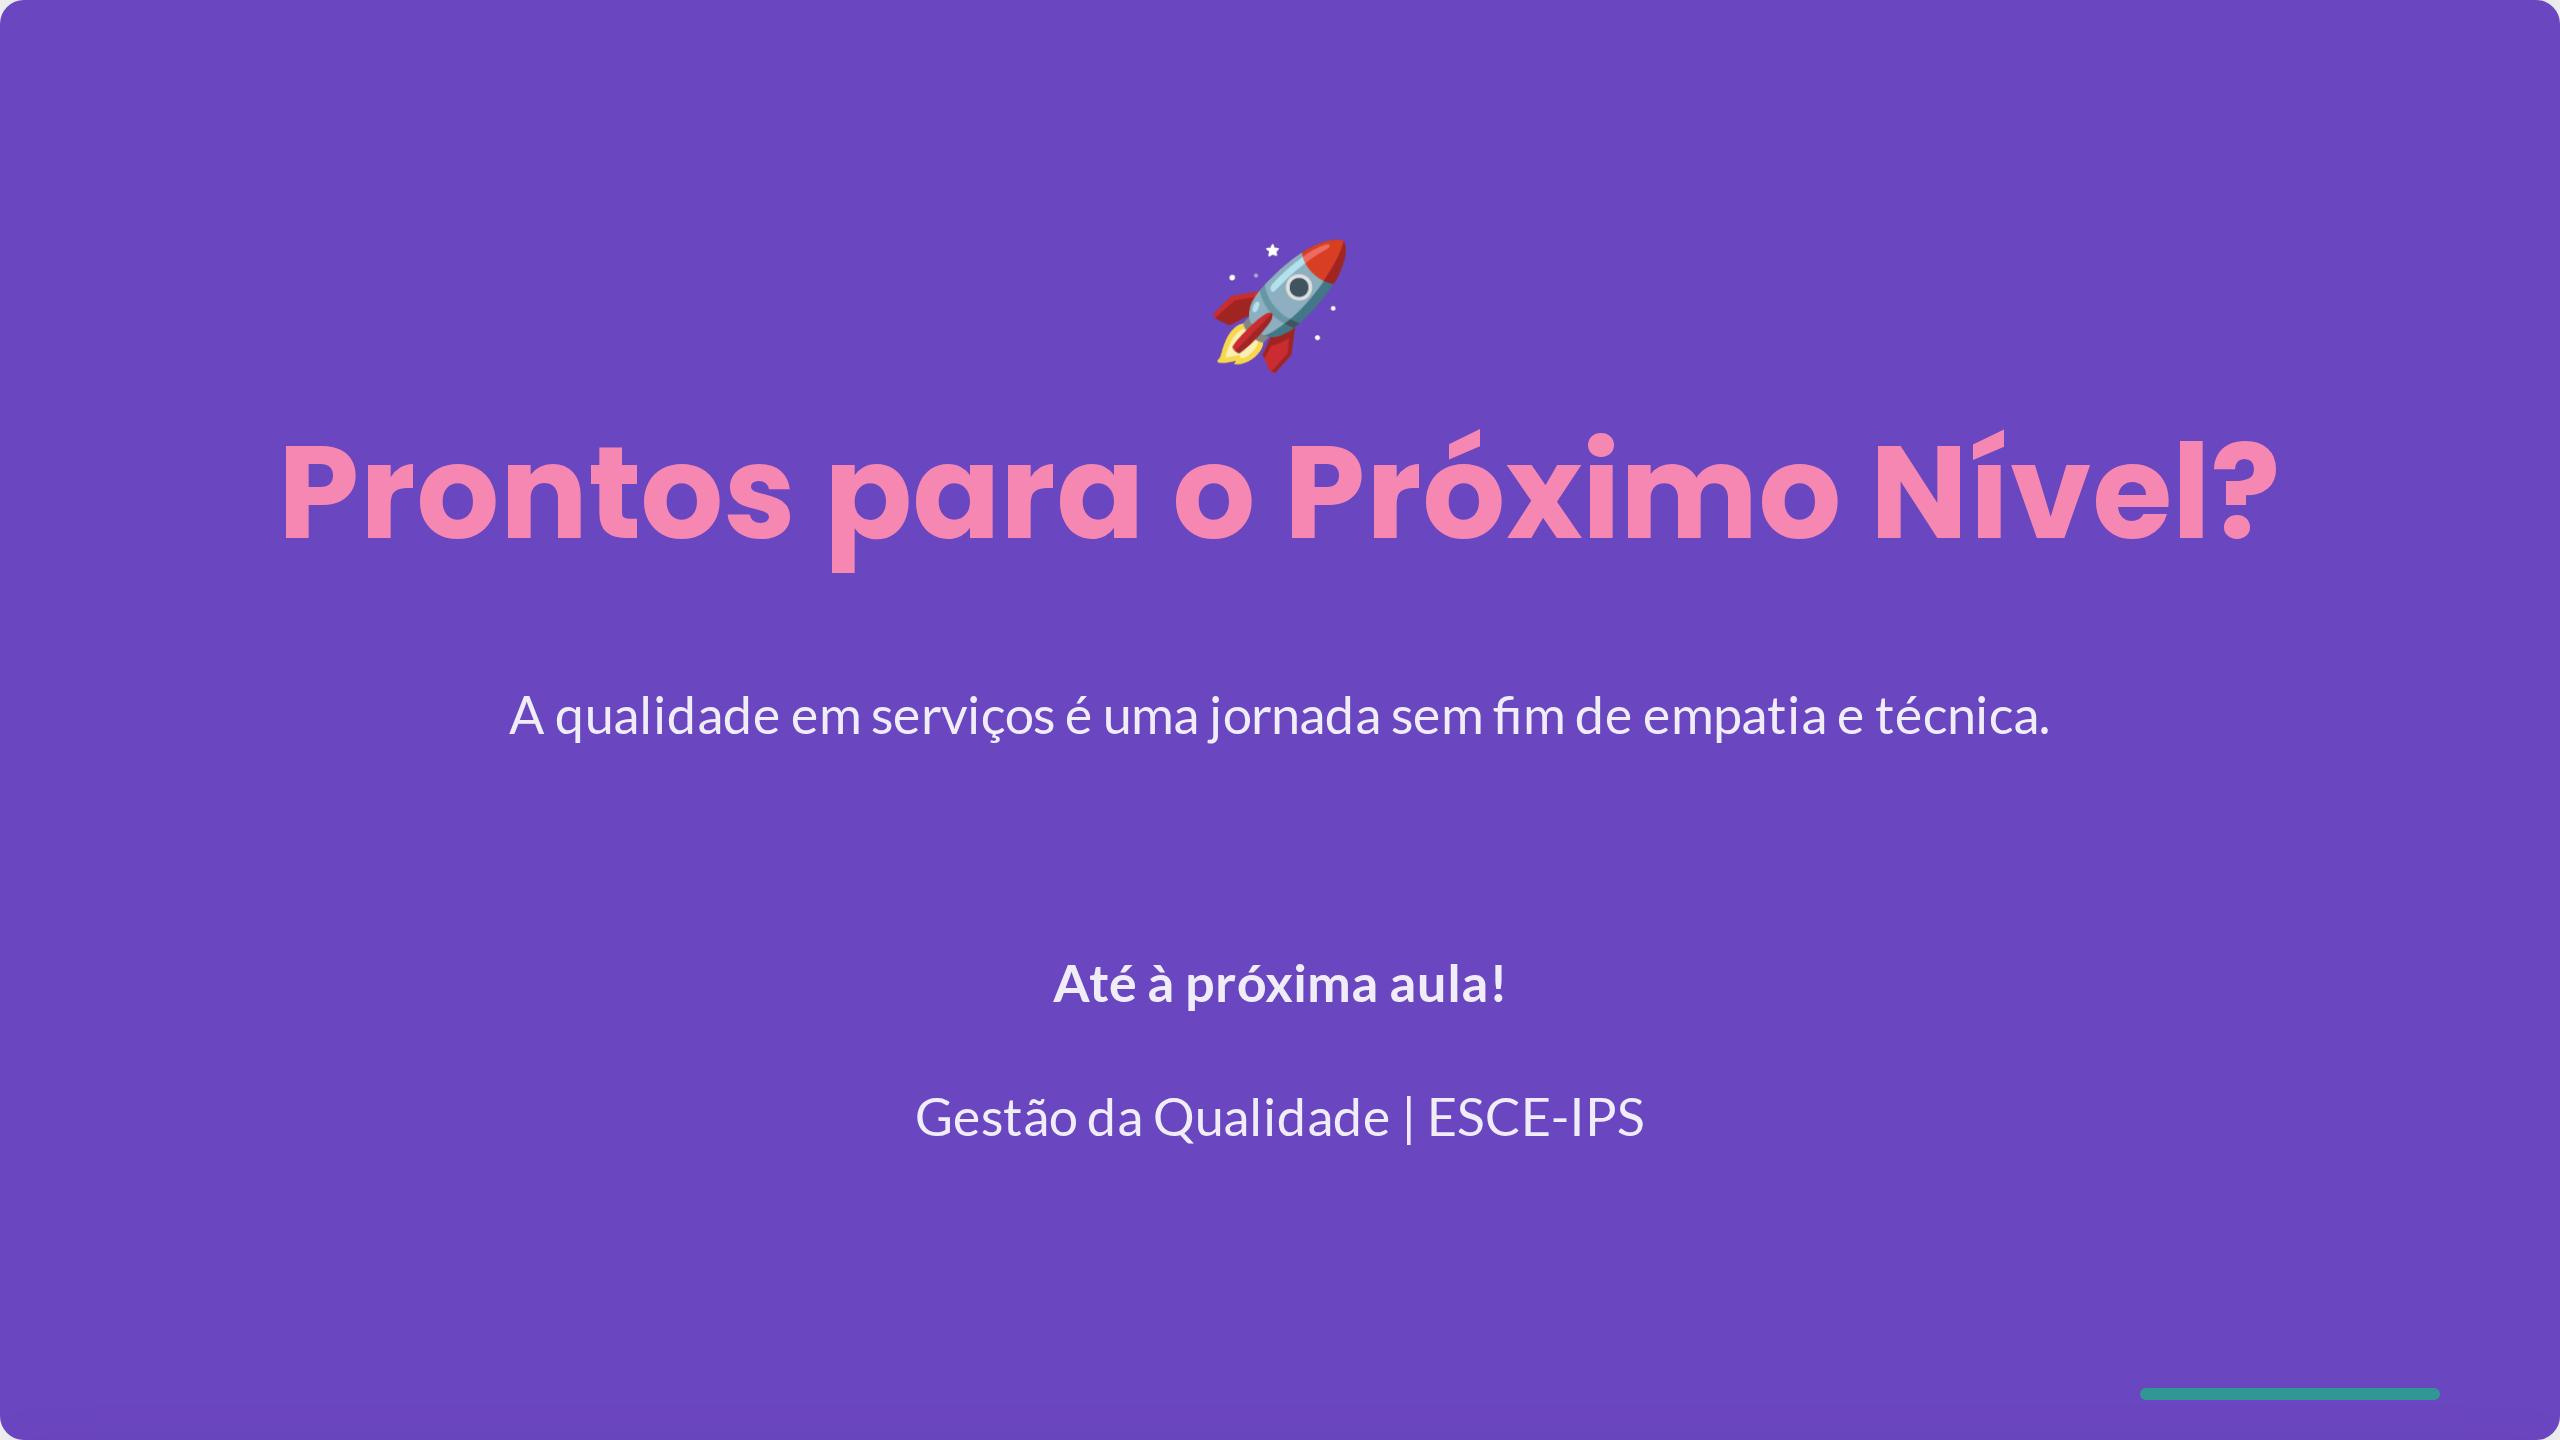 Prontos para o Próximo Nível?
A qualidade em serviços é uma jornada sem fim de empatia e técnica.
Até à próxima aula!
Gestão da Qualidade | ESCE-IPS